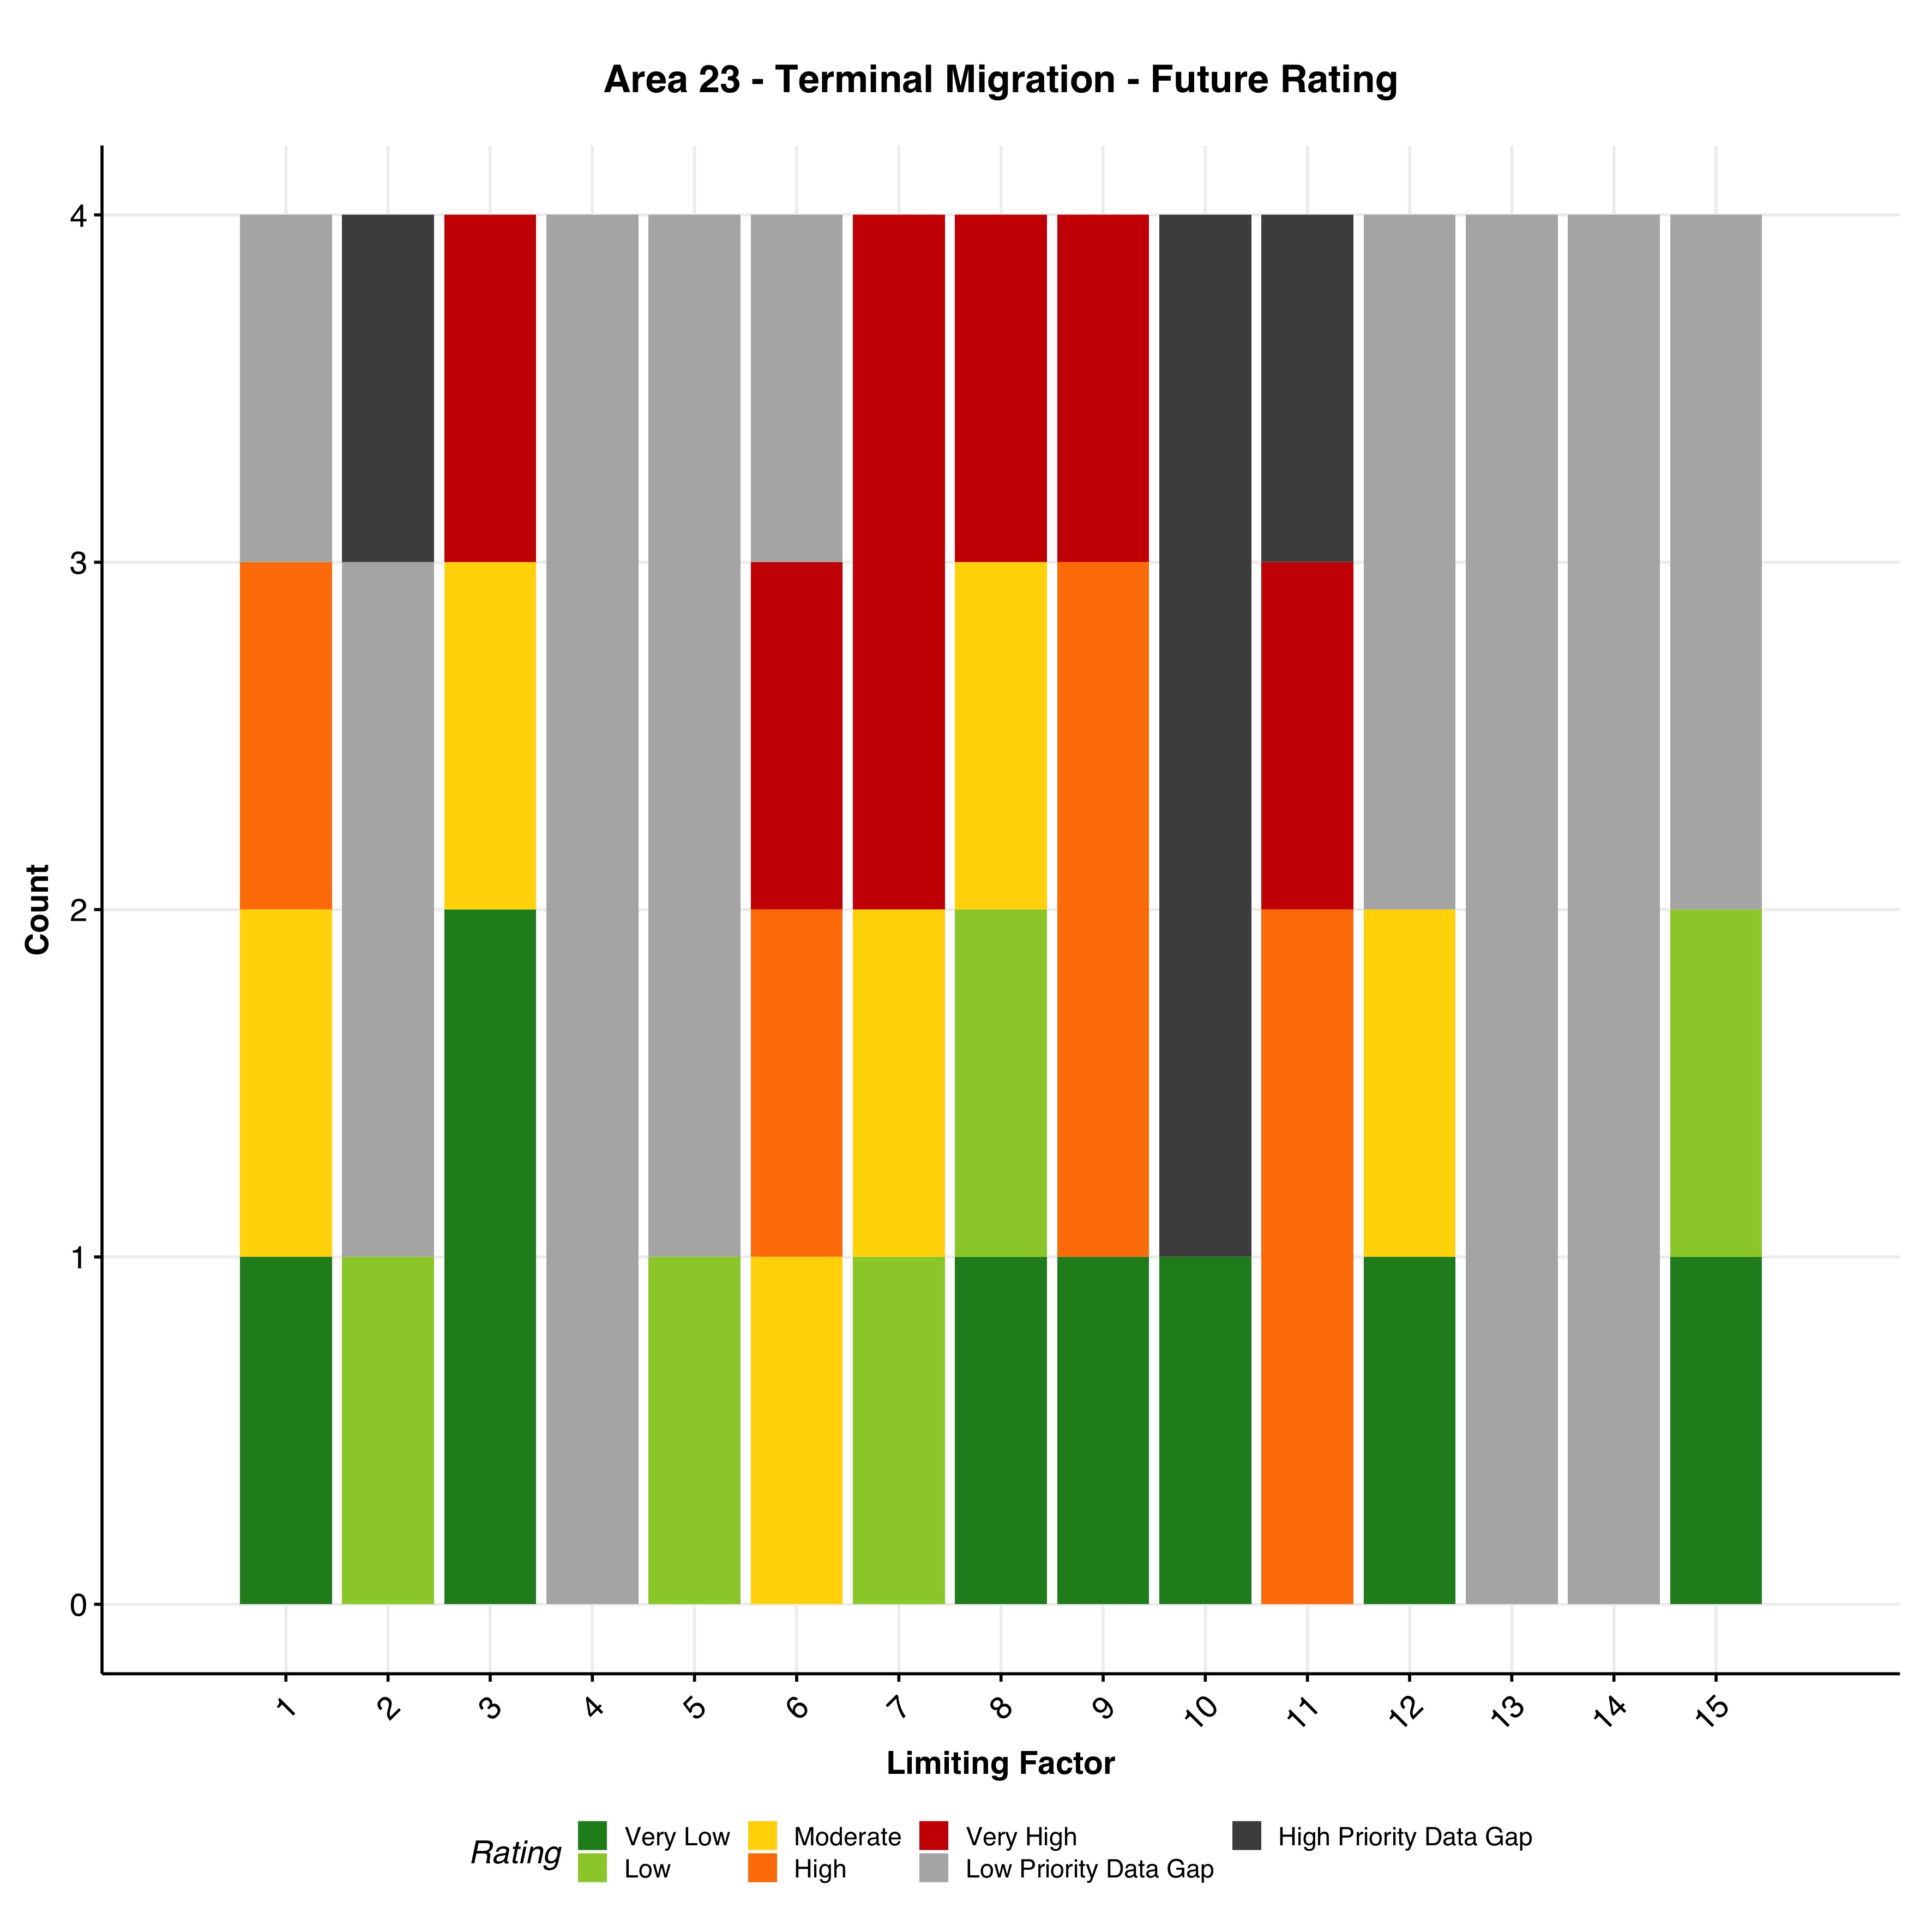 Area 23 - Terminal Migration - Future Rating
4
3
2
1
0
Count
1 2 3 4 5 6 7 8 9 10 11 12 13 14 15
Limiting Factor
Rating
Very Low Moderate Very High High Priority Data Gap
Low High Low Priority Data Gap